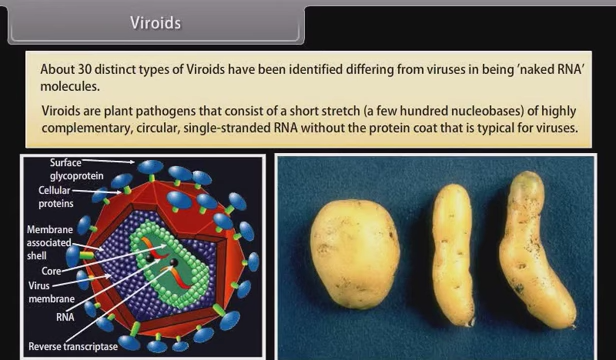 Viroids
About 30 distinct types of Viroids have been identified differing from viruses in being 'naked RNA'
molecules.
Viroids are plant pathogens that consist of a short stretch (a few hundred nucleobases) of highly
complementary, circular, single-stranded RNA without the protein coat that is typical for viruses.
Surface
glycoprotein
Cellular
proteins
Membrane
associated
shell
Core
Virus
membrane
RNA
Reverse transcriptase